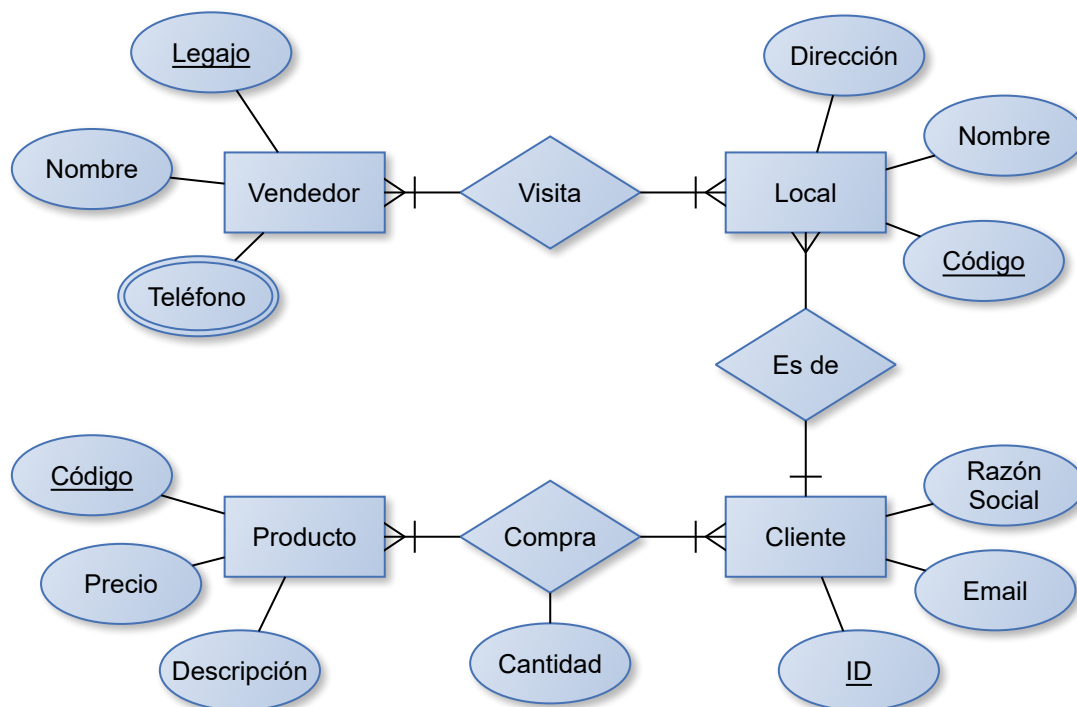 Legajo
Dirección
Nombre
Nombre
Vendedor
Visita
Local
Código
Teléfono
Es de
Código
Razón
Social
Producto
Compra
Cliente
Precio
Email
Descripción
Cantidad
ID